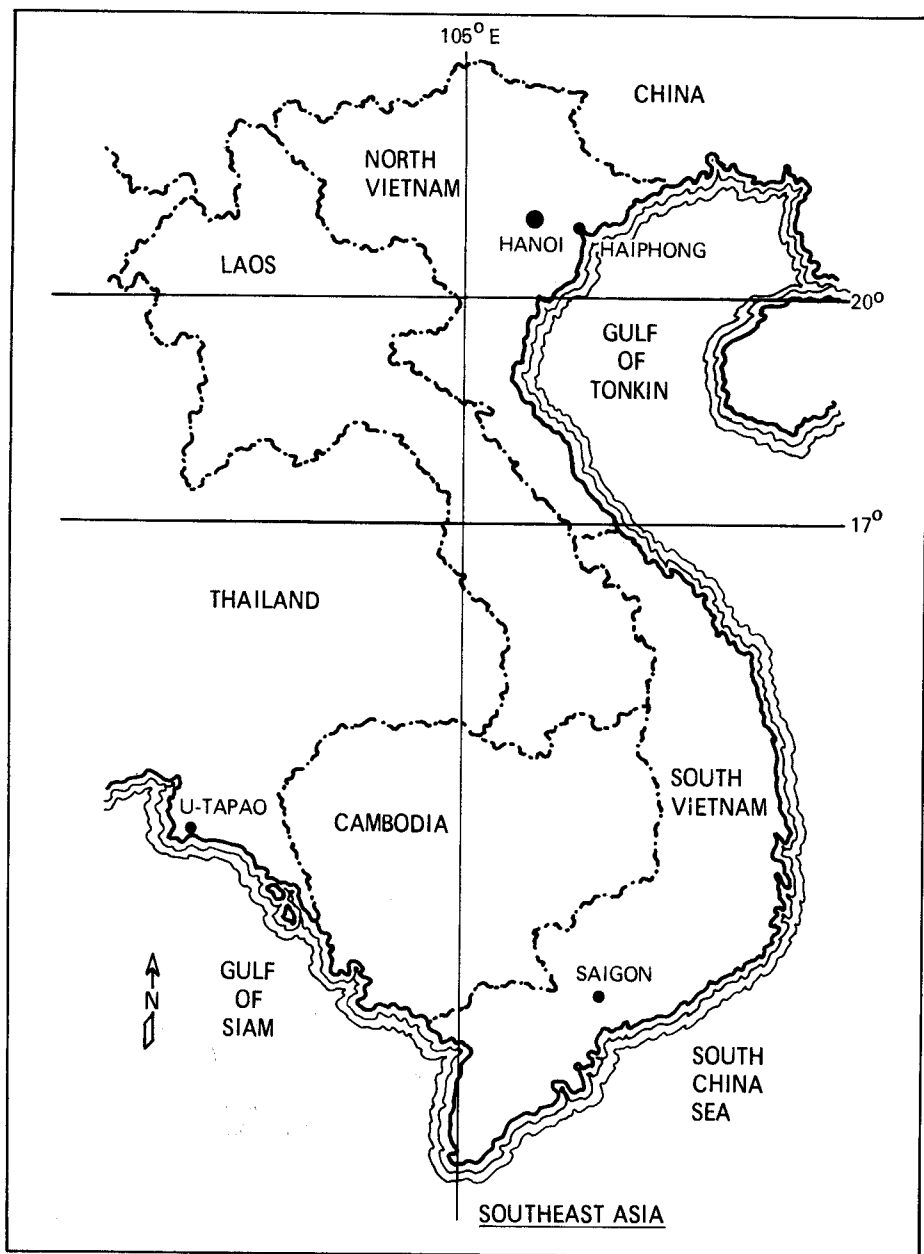 105° E
CHINA
NORTH
VIETNAM
HANOI
HAIPHONG
LAOS
20°
GULF
OF
TONKIN
17°
THAILAND
U-TAPAO
CAMBODIA
SOUTH
VIETNAM
N
GULF
OF
SIAM
SAIGON
SOUTH
CHINA
SEA
SOUTHEAST ASIA